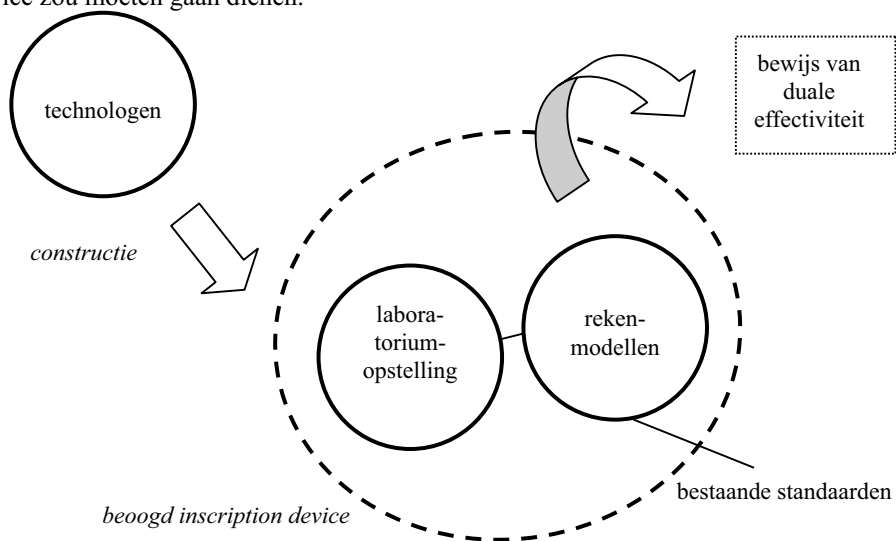 zou moeten gaan dienen.
technologen
bewijs van
duale
effectiviteit
constructie
labora-
torium-
opstelling
reken-
modellen
bestaande standaarden
beoogd inscription device